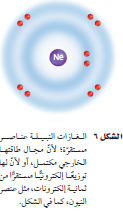 Ne
الشكل ٦ الغازات النبيلة عناصر
مستقرة؛ لأنّ مجال طاقتها
الخارجي مكتمل، أو لأنّ لها
توزيعًا إلكترونيًّا مستقرًّا من
ثمانية إلكترونات، مثل عنصر
النيون، كما في الشكل.